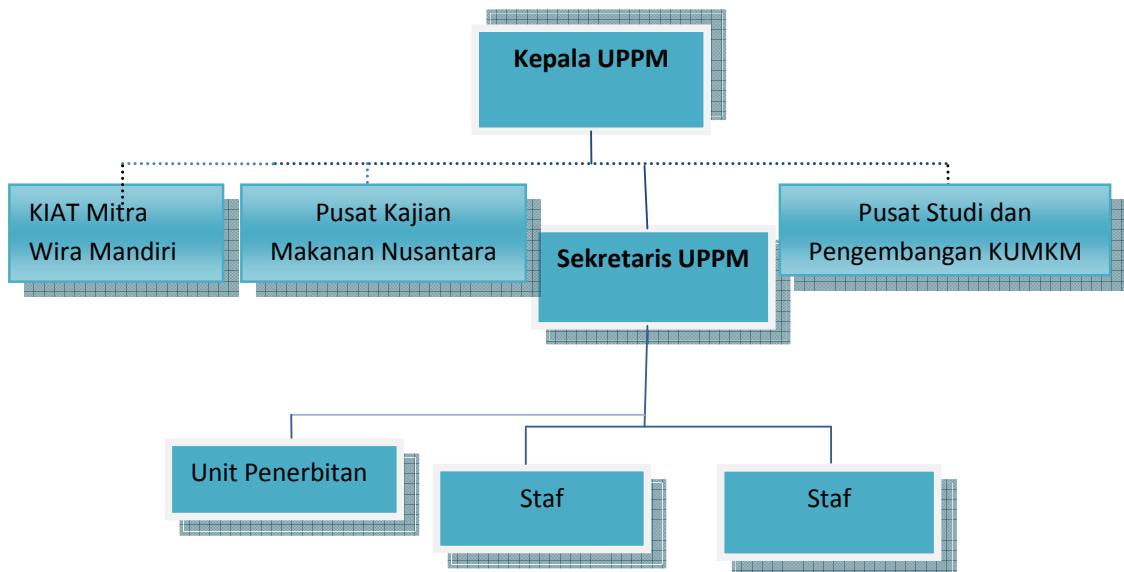 Kepala UPPM
KIAT Mitra
Wira Mandiri
Pusat Kajian
Makanan Nusantara
Sekretaris UPPM
Pusat Studi dan
Pengembangan KUMKM
Unit Penerbitan
Staf
Staf